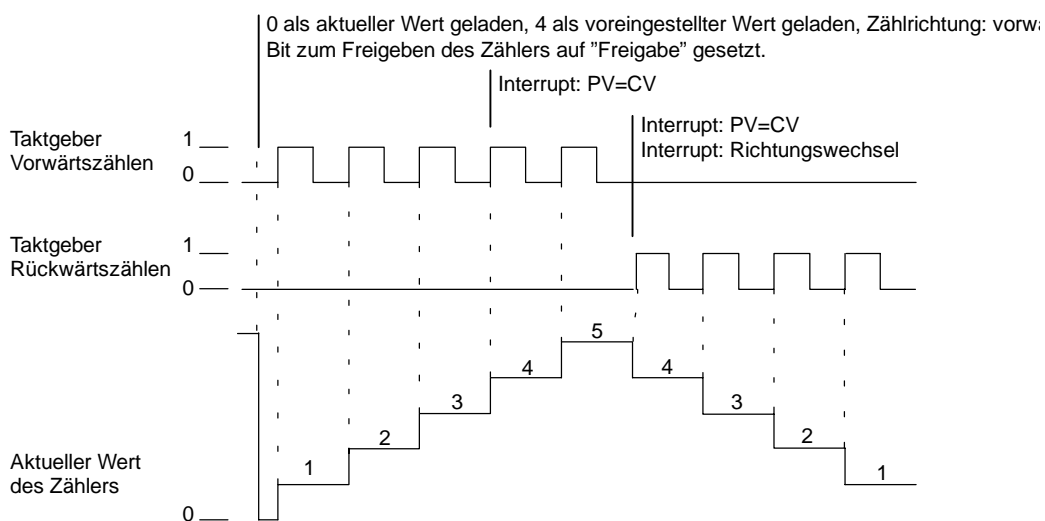 0 als aktueller Wert geladen, 4 als voreingestellter Wert geladen, Zählrichtung: vorwä
Bit zum Freigeben des Zählers auf ”Freigabe” gesetzt.
Interrupt: PV=CV
Interrupt: PV=CV
Interrupt: Richtungswechsel
Taktgeber
Vorwärtszählen
1
0
Taktgeber
Rückwärtszählen
1
0
5
4
4
3
3
2
2
1
1
Aktueller Wert
des Zählers
0